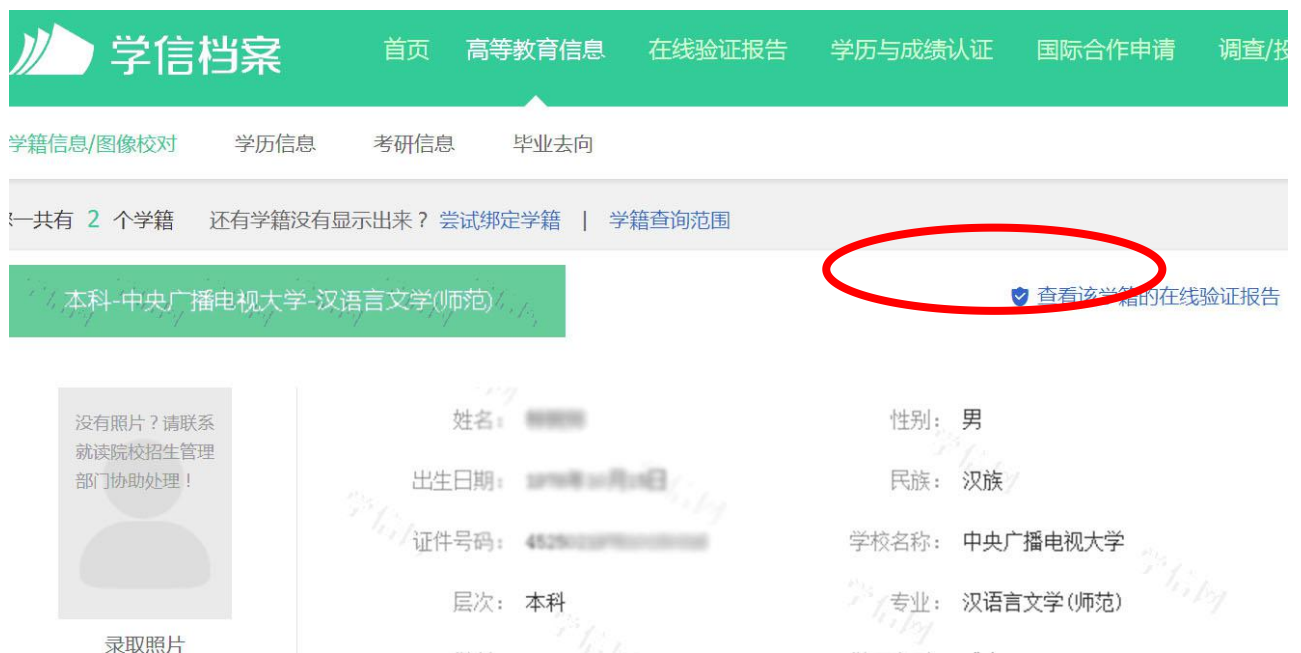 学信档案 首页 高等教育信息 在线验证报告 学历与成绩认证 国际合作申请 调查/投
学籍信息/图像校对 学历信息 考研信息 毕业去向
一共有 2 个学籍 还有学籍没有显示出来？尝试绑定学籍 | 学籍查询范围
本科-中央广播电视大学-汉语言文学(师范)
查看该学籍的在线验证报告
没有照片？请联系
就读院校招生管理
部门协助处理！
录取照片
姓名： 性别： 男
出生日期： 民族： 汉族
证件号码： 学校名称： 中央广播电视大学
层次： 本科 专业： 汉语言文学(师范)
学信网